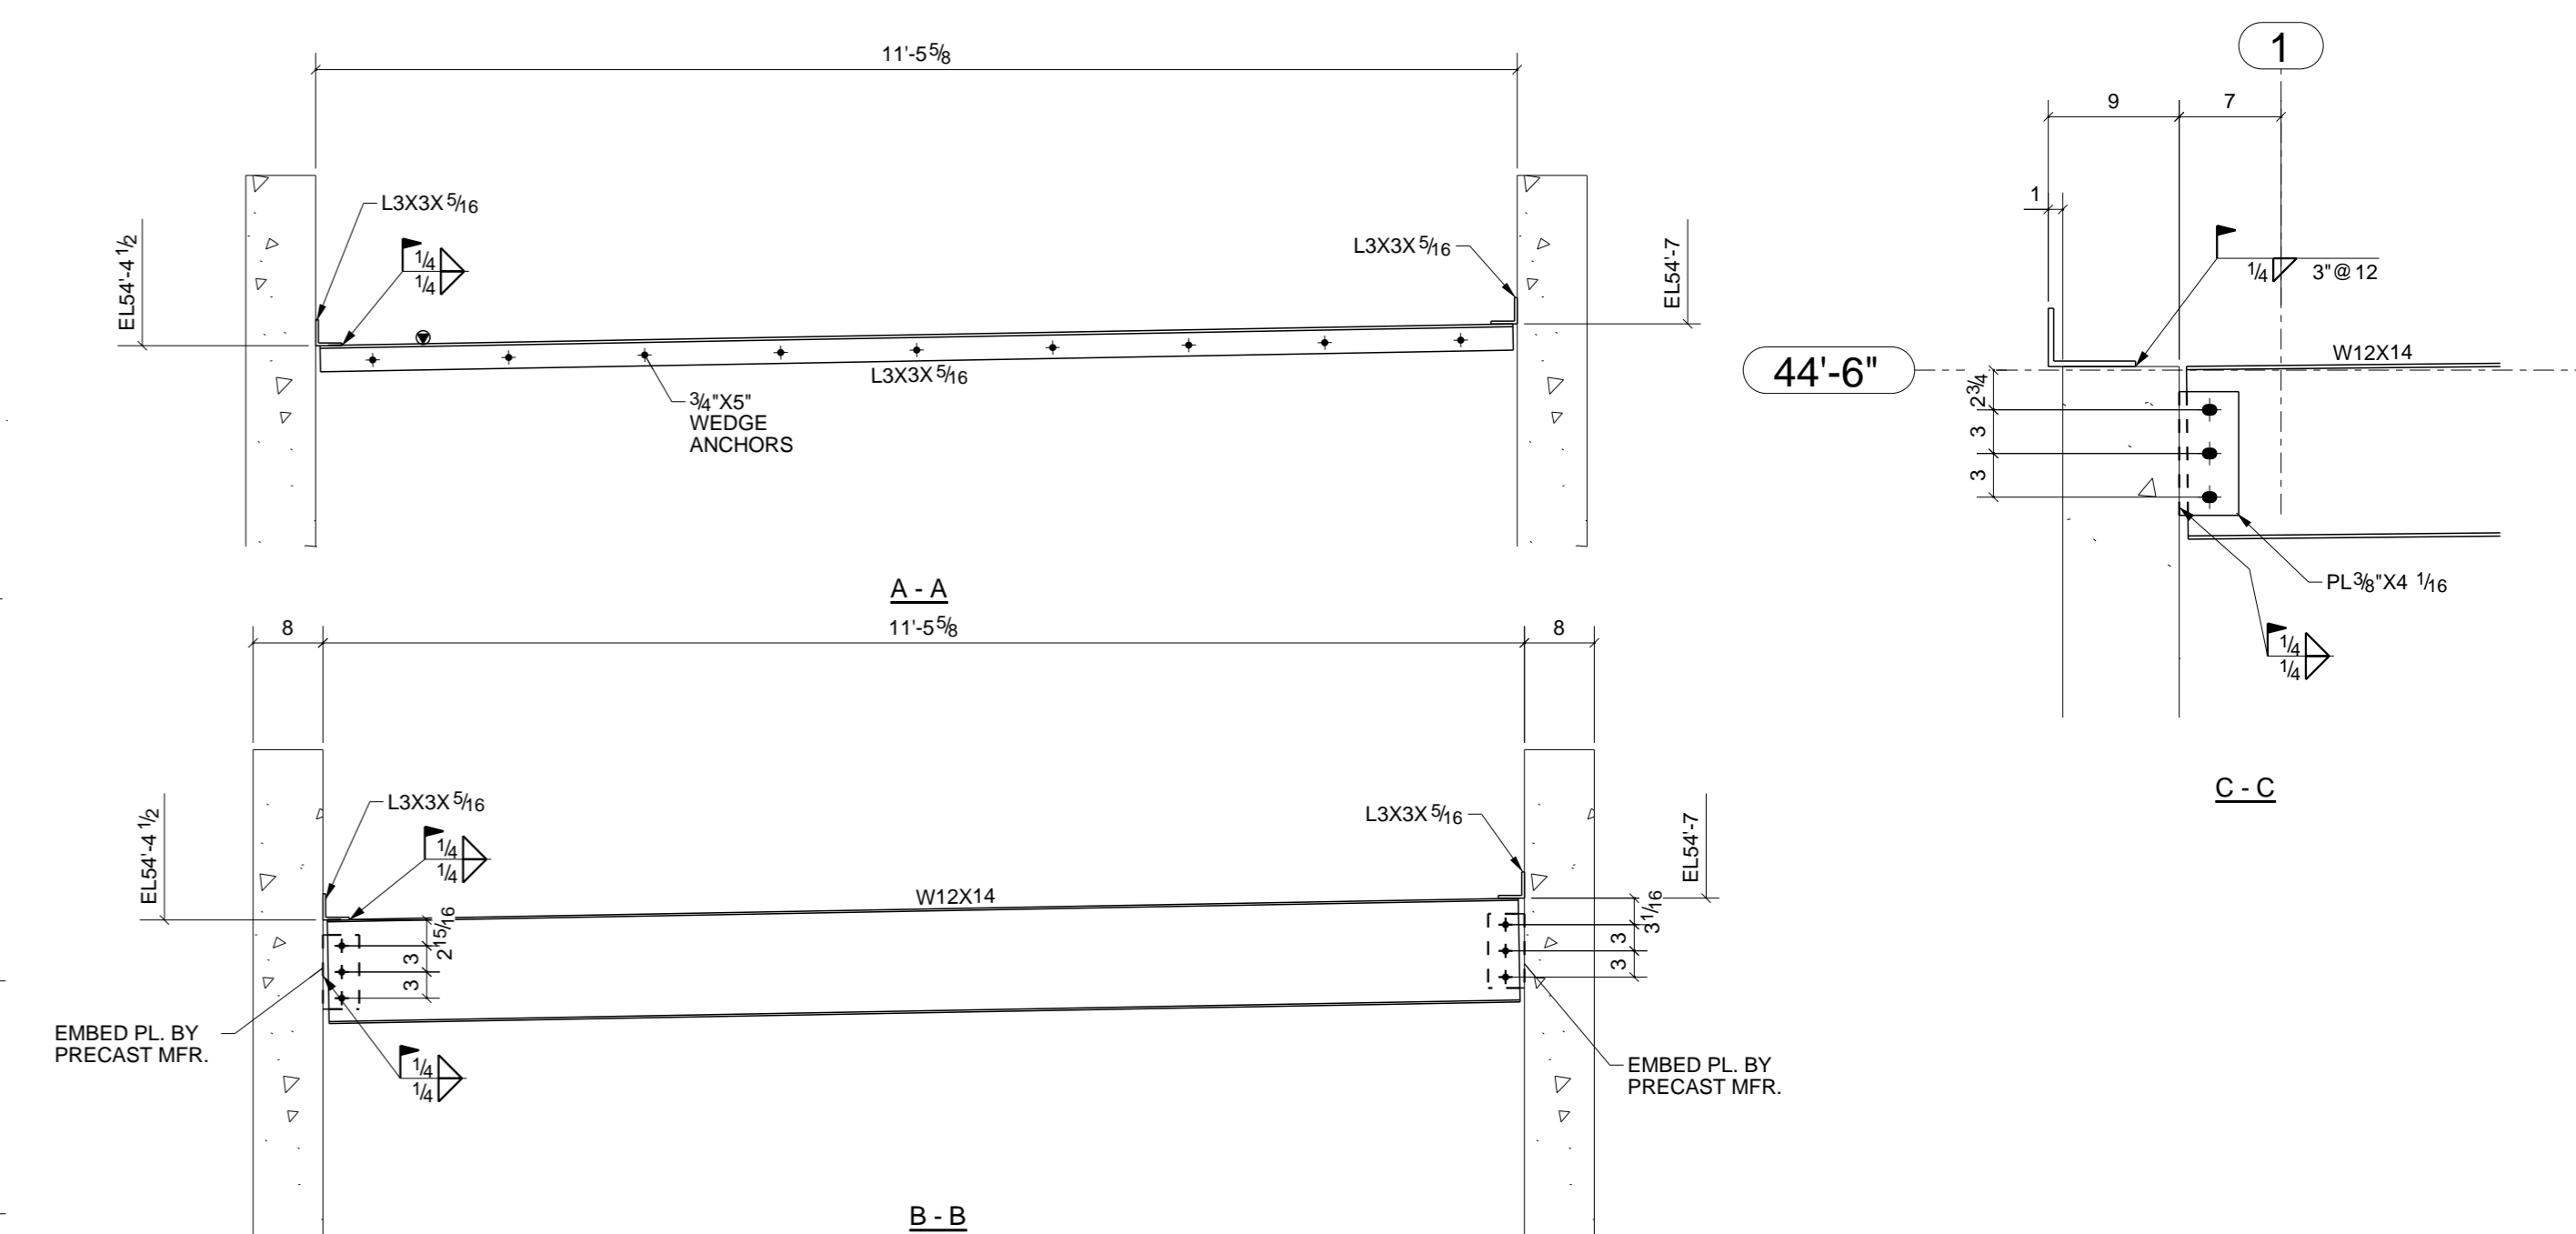 11'-5 5/8
L3X3X 5/16
1/4
1/4
EL54'-4 1/2
L3X3X 5/16
EL54'-7
L3X3X 5/16
3/4"X5"
WEDGE
ANCHORS
A - A
1
9
7
1
1/4
3"@ 12
44'-6"
W12X14
2 3/4
3
3
PL 3/8"X4 1/16
1/4
1/4
C - C
8
11'-5 5/8
8
L3X3X 5/16
1/4
1/4
EL54'-4 1/2
W12X14
L3X3X 5/16
EL54'-7
2 15/16
3
3
3 1/16
3
3
EMBED PL. BY
PRECAST MFR.
1/4
1/4
EMBED PL. BY
PRECAST MFR.
B - B